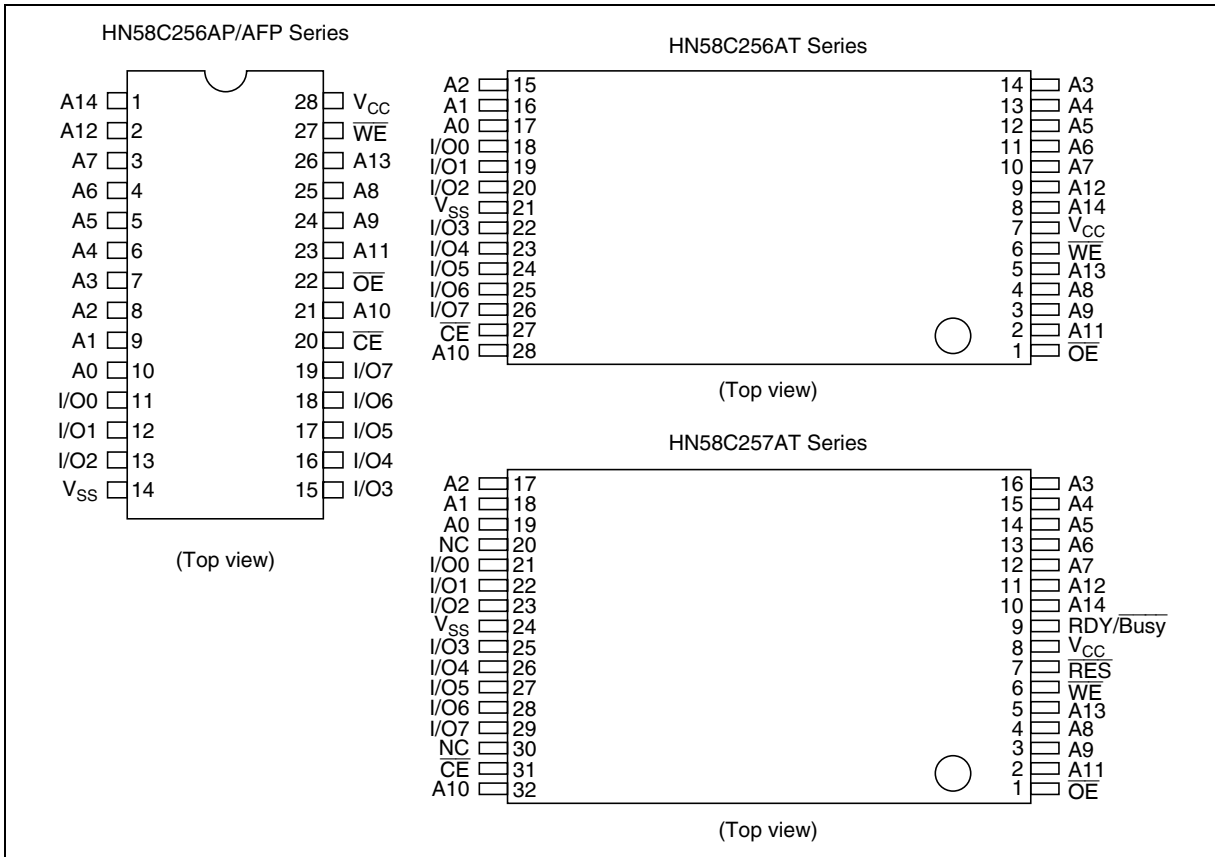 HN58C256AP/AFP Series
A14 1 28 VCC
A12 2 27 WE
A7 3 26 A13
A6 4 25 A8
A5 5 24 A9
A4 6 23 A11
A3 7 22 OE
A2 8 21 A10
A1 9 20 CE
A0 10 19 I/O7
I/O0 11 18 I/O6
I/O1 12 17 I/O5
I/O2 13 16 I/O4
VSS 14 15 I/O3
(Top view)
HN58C256AT Series
A2 15 14 A3
A1 16 13 A4
A0 17 12 A5
I/O0 18 11 A6
I/O1 19 10 A7
I/O2 20 9 A12
VSS 21 8 A14
I/O3 22 7 VCC
I/O4 23 6 WE
I/O5 24 5 A13
I/O6 25 4 A8
I/O7 26 3 A9
CE 27 2 A11
A10 28 1 OE
(Top view)
HN58C257AT Series
A2 17 16 A3
A1 18 15 A4
A0 19 14 A5
NC 20 13 A6
I/O0 21 12 A7
I/O1 22 11 A12
I/O2 23 10 A14
VSS 24 9 RDY/Busy
I/O3 25 8 VCC
I/O4 26 7 RES
I/O5 27 6 WE
I/O6 28 5 A13
I/O7 29 4 A8
NC 30 3 A9
CE 31 2 A11
A10 32 1 OE
(Top view)